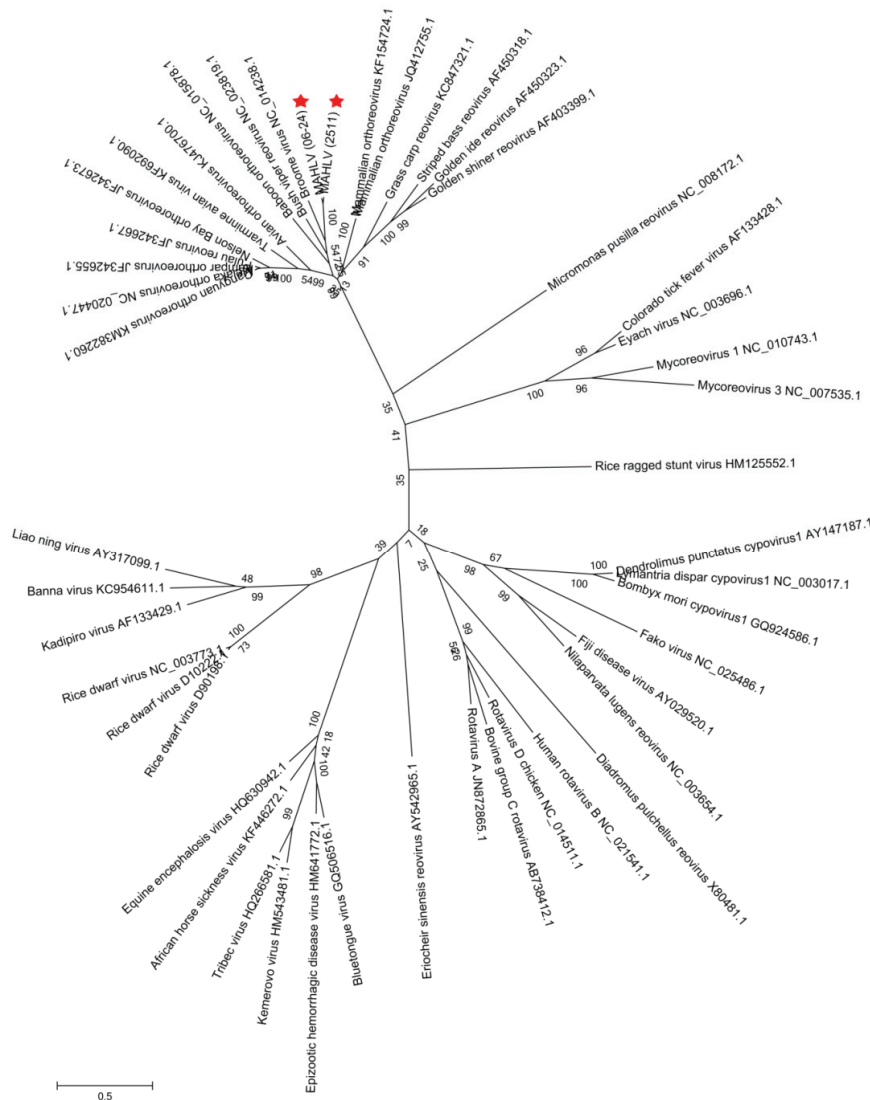 Cangyuan orthoreovirus KM382260.1
orthoreovirus NC_020447.1
Kampar orthoreovirus JF342655.1
Pulau reovirus JF342667.1
Nelson Bay orthoreovirus JF342673.1
Tvarminne avian virus KF692090.1
Avian orthoreovirus KJ476700.1
Baboon orthoreovirus NC_015878.1
Bush viper reovirus NC_023819.1
Broome virus NC_014238.1
MAHLV (06-24)
MAHLV (2511)
Mammalian orthoreovirus KF154724.1
Mammalian orthoreovirus JQ412755.1
Grass carp reovirus KC847321.1
Striped bass reovirus AF450318.1
Golden ide reovirus AF450323.1
Golden shiner reovirus AF403399.1
100
100
99
100
91
100
5499
Micromonas pusilla reovirus NC_008172.1
Colorado tick fever virus AF133428.1
Eyach virus NC_003696.1
96
Mycoreovirus 1 NC_010743.1
Mycoreovirus 3 NC_007535.1
100
96
35
41
Rice ragged stunt virus HM125552.1
35
18
7
39
25
67
98
99
100
100
Dendrolimus punctatus cypovirus1 AY147187.1
Lymantria dispar cypovirus1 NC_003017.1
Bombyx mori cypovirus1 GQ924586.1
Fako virus NC_025486.1
Fiji disease virus AY029520.1
Nilaparvata lugens reovirus NC_003654.1
Diadromus pulchellus reovirus X80481.1
99
Human rotavirus B NC_021541.1
Rotavirus D chicken NC_014511.1
Bovine group C rotavirus AB738412.1
Rotavirus A JN872865.1
Eriocheir sinensis reovirus AY542965.1
Liao ning virus AY317099.1
Banna virus KC954611.1
Kadipiro virus AF133429.1
48
99
98
100
73
Rice dwarf virus NC_003773.1
Rice dwarf virus D10222.1
Rice dwarf virus D90198.1
100
18
42
100
99
Equine encephalosis virus HQ630942.1
African horse sickness virus KF446272.1
Tribec virus HQ266581.1
Kemerovo virus HM543481.1
Epizootic hemorrhagic disease virus HM641772.1
Bluetongue virus GQ506516.1
0.5